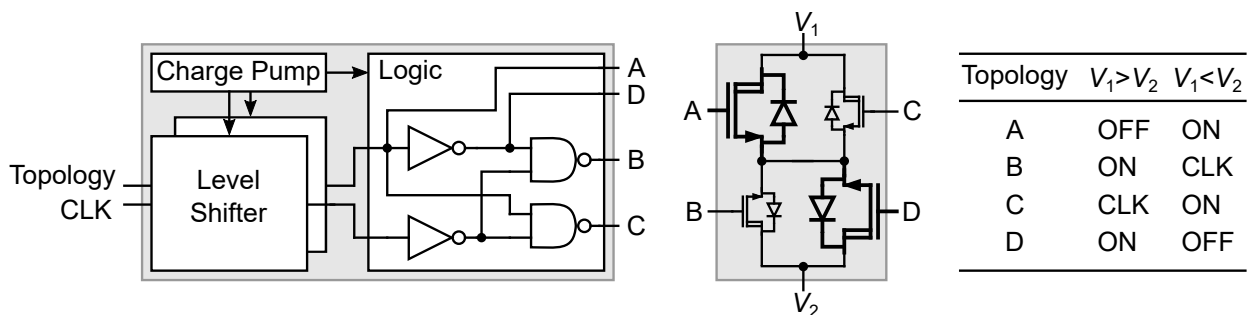 Charge Pump
Logic
A
D
Topology
CLK
Level
Shifter
B
C
V1
A
C
B
D
V2
Topology V1>V2 V1<V2
A OFF ON
B ON CLK
C CLK ON
D ON OFF